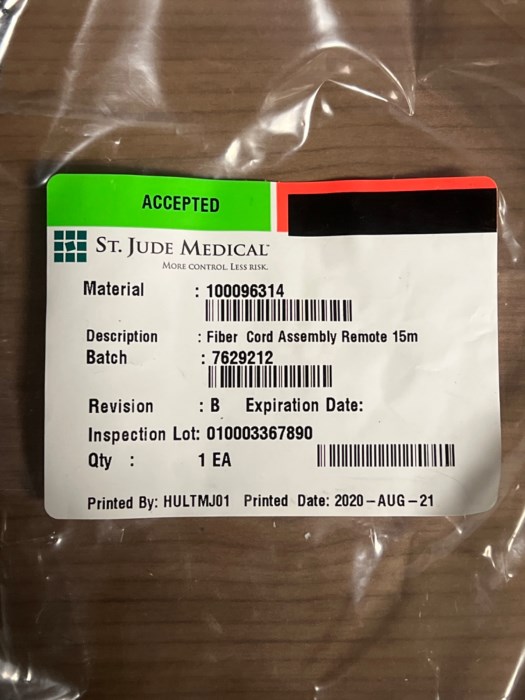 ACCEPTED
ST. JUDE MEDICAL
MORE CONTROL. LESS RISK.
Material : 100096314
Description : Fiber Cord Assembly Remote 15m
Batch : 7629212
Revision : B Expiration Date:
Inspection Lot: 010003367890
Qty : 1 EA
Printed By: HULTMJ01 Printed Date: 2020-AUG-21